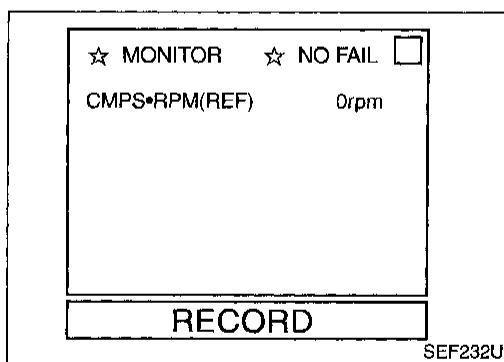 ☆ MONITOR ☆ NO FAIL
CMPS•RPM(REF) 0rpm
RECORD
SEF232U